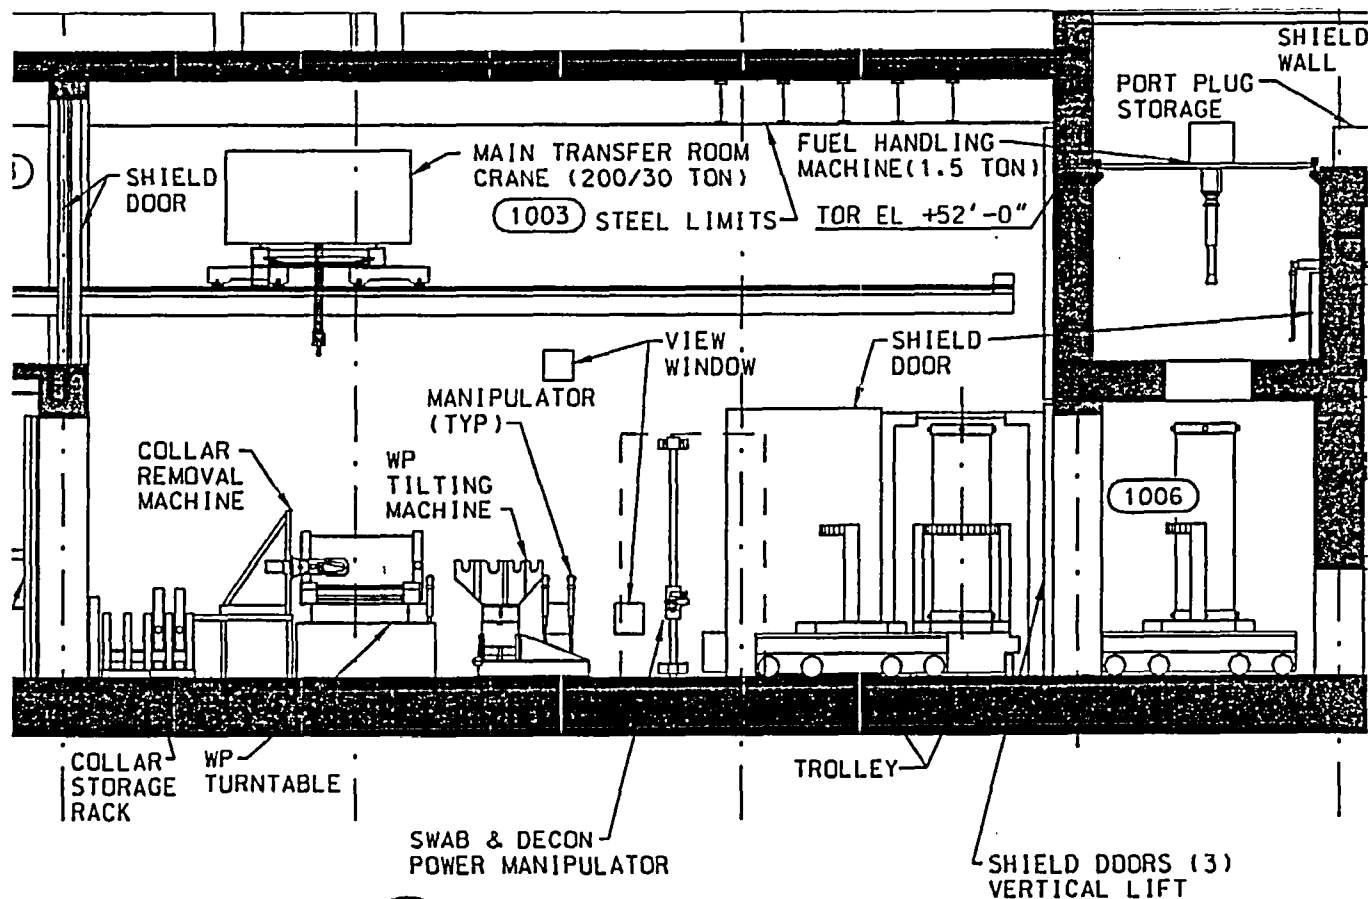 SHIELD
WALL
PORT PLUG
STORAGE
MAIN TRANSFER ROOM
CRANE (200/30 TON)
FUEL HANDLING
MACHINE(1.5 TON)
SHIELD
DOOR
1003
STEEL LIMITS
TOR EL +52'-0"
VIEW
WINDOW
SHIELD
DOOR
MANIPULATOR
(TYP)
COLLAR
REMOVAL
MACHINE
WP
TILTING
MACHINE
1006
COLLAR
STORAGE
RACK
WP
TURNTABLE
TROLLEY
SWAB & DECON
POWER MANIPULATOR
SHIELD DOORS (3)
VERTICAL LIFT